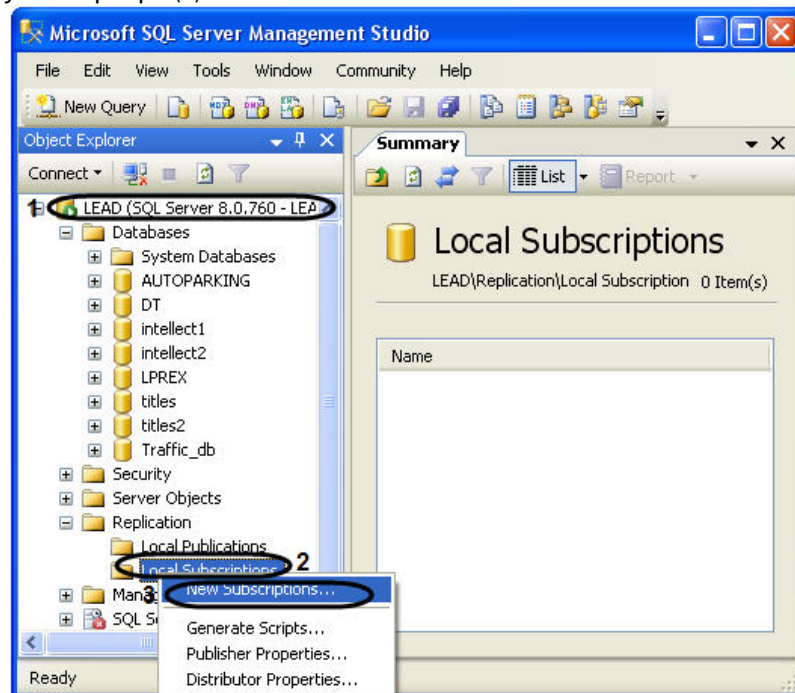 Microsoft SQL Server Management Studio
File Edit View Tools Window Community Help
New Query
Object Explorer
Connect
1 LEAD (SQL Server 8.0.760 - LEA
Databases
System Databases
AUTOPARKING
DT
intellect1
intellect2
LPREX
titles
titles2
Traffic_db
Security
Server Objects
Replication
Local Publications
Local Subscriptions 2
3 New Subscriptions...
Generate Scripts...
Publisher Properties...
Distributor Properties...
Summary
List Report
Local Subscriptions
LEAD\Replication\Local Subscription 0 Item(s)
Name
Ready